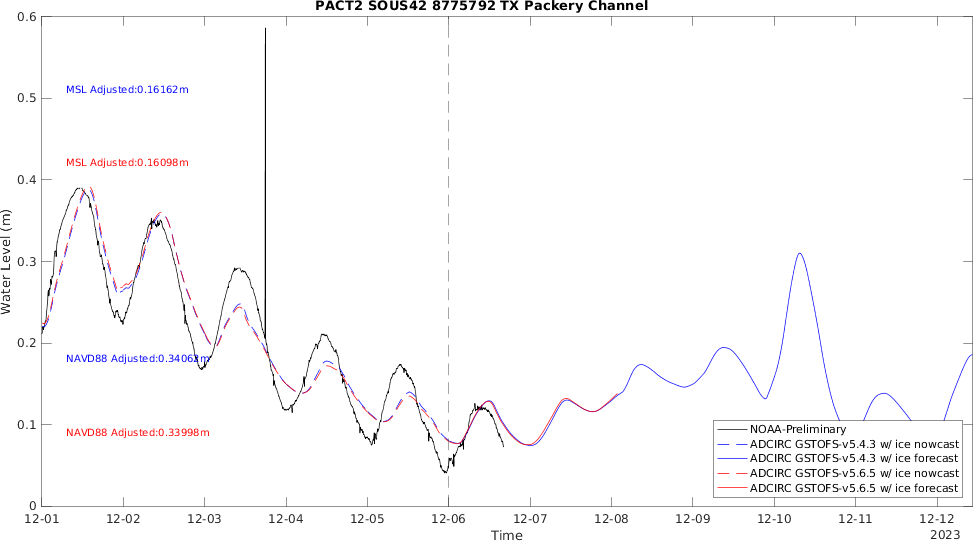 PACT2 SOUS42 8775792 TX Packery Channel
0.6
0.5
0.4
0.3
0.2
0.1
0
Water Level (m)
MSL Adjusted:0.16162m
MSL Adjusted:0.16098m
NAVD88 Adjusted:0.34062m
NAVD88 Adjusted:0.33998m
NOAA-Preliminary
ADCIRC GSTOFS-v5.4.3 w/ ice nowcast
ADCIRC GSTOFS-v5.4.3 w/ ice forecast
ADCIRC GSTOFS-v5.6.5 w/ ice nowcast
ADCIRC GSTOFS-v5.6.5 w/ ice forecast
12-01 12-02 12-03 12-04 12-05 12-06 12-07 12-08 12-09 12-10 12-11 12-12
2023
Time